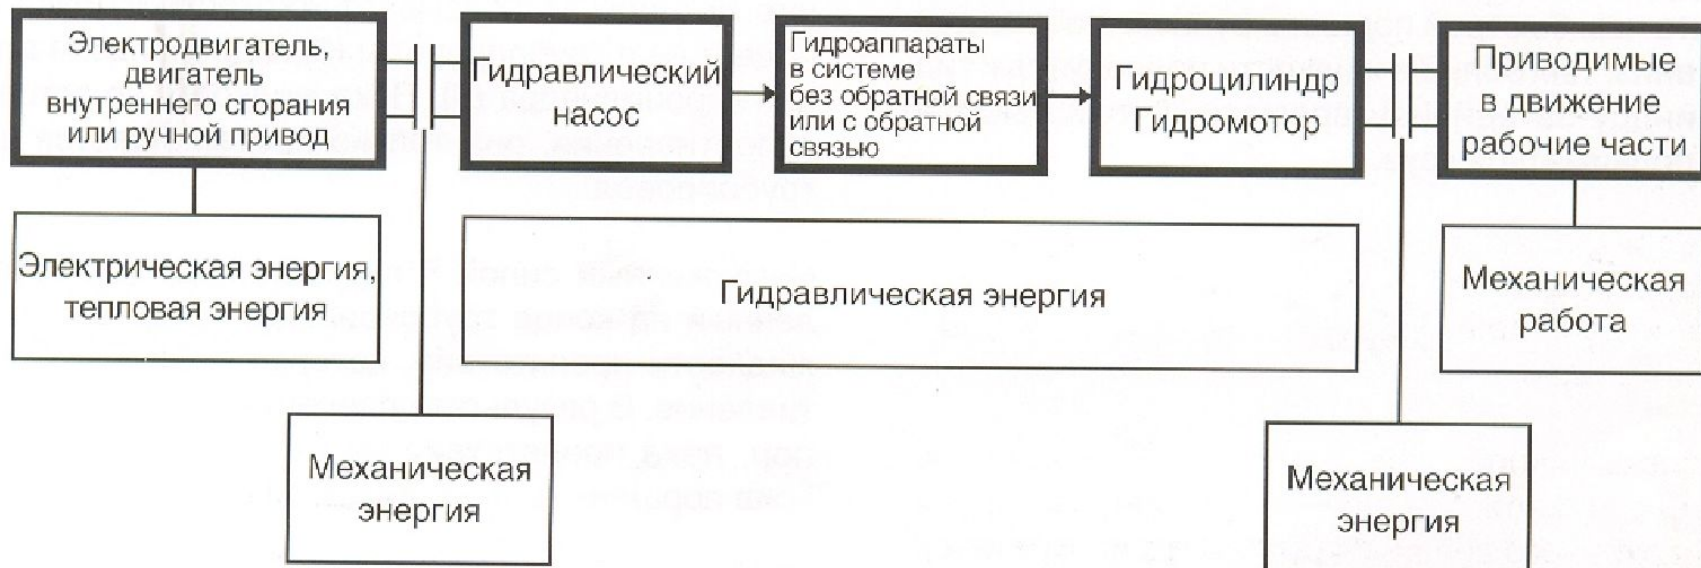 Электродвигатель,
двигатель
внутреннего сгорания
или ручной привод
Гидравлический
насос
Гидроаппараты
в системе
без обратной связи
или с обратной
связью
Гидроцилиндр
Гидромотор
Приводимые
в движение
рабочие части
Электрическая энергия,
тепловая энергия
Гидравлическая энергия
Механическая
работа
Механическая
энергия
Механическая
энергия